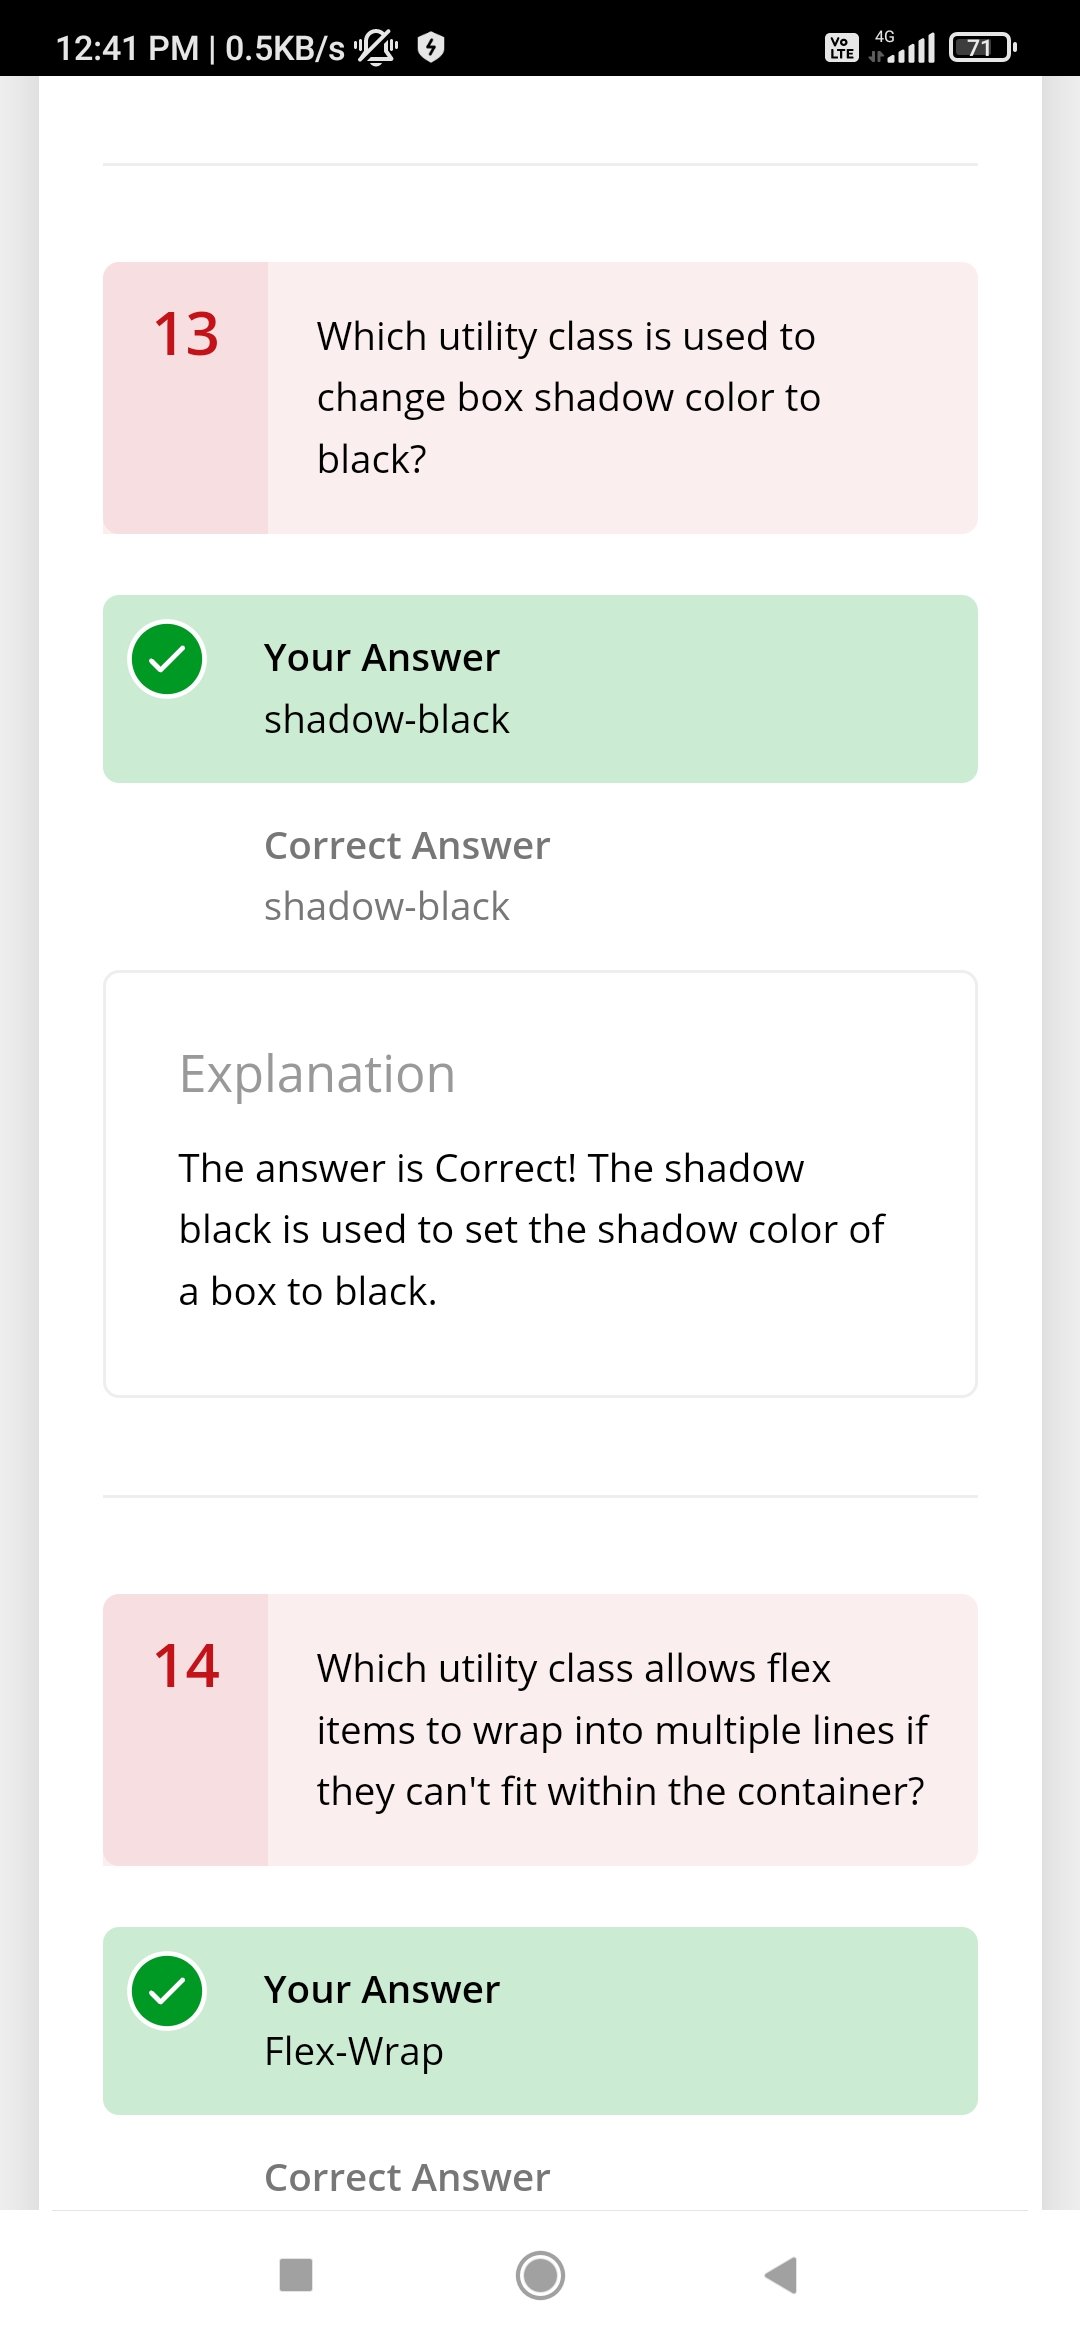 12:41 PM | 0.5KB/s
Vo LTE 4G 71
13
Which utility class is used to
change box shadow color to
black?
Your Answer
shadow-black
Correct Answer
shadow-black
Explanation
The answer is Correct! The shadow
black is used to set the shadow color of
a box to black.
14
Which utility class allows flex
items to wrap into multiple lines if
they can't fit within the container?
Your Answer
Flex-Wrap
Correct Answer